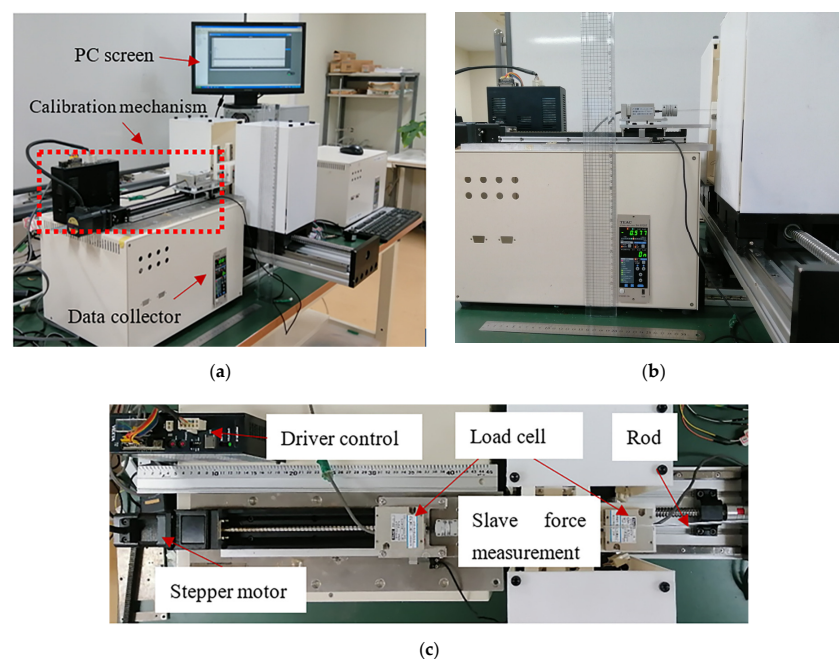 PC screen
Calibration mechanism
Data collector
(a)
(b)
Driver control
Load cell
Rod
Slave force
measurement
Stepper motor
(c)